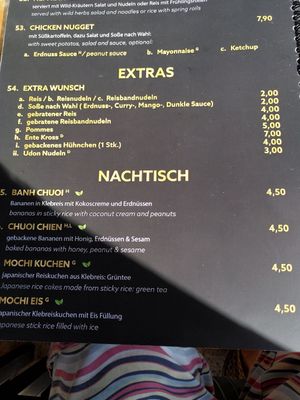 serviert mit Wild-Kräutern Salat und Nudeln oder Reis mit Frühlingsrollen
served with wild herbs salad and noodles or rice with spring rolls
7,90
53. CHICKEN NUGGET
mit Süßkartoffeln, dazu Salat und Soße nach Wahl:
with sweet potatos, salad and sauce, optional:
a. Erdnuss Sauce / peanut sauce b. Mayonnaise c. Ketchup
EXTRAS
54. EXTRA WUNSCH
a. Reis / b. Reisnudeln / c. Reisbandnudeln 2,00
d. Soße nach Wahl (Erdnuss-, Curry-, Mango-, Dunkle Sauce) 2,00
e. gebratener Reis 4,00
f. gebratene Reisbandnudeln 4,00
g. Pommes 5,00
h. Ente Kross 7,00
i. gebackenes Hühnchen (1 Stk.) 4,00
ii. Udon Nudeln 3,00
NACHTISCH
5. BANH CHUOI 4,50
Bananen in Klebreis mit Kokoscreme und Erdnüssen
bananas in sticky rice with coconut cream and peanuts
CHUOI CHIEN 4,50
gebackene Bananen mit Honig, Erdnüssen & Sesam
baked bananas with honey, peanut & sesame
MOCHI KUCHEN 4,50
Japanischer Reiskuchen aus Klebreis: Grüntee
Japanese rice cakes made from sticky rice: green tea
MOCHI EIS 4,50
Japanischer Klebreiskuchen mit Eis Füllung
Japanese stick rice filled with ice